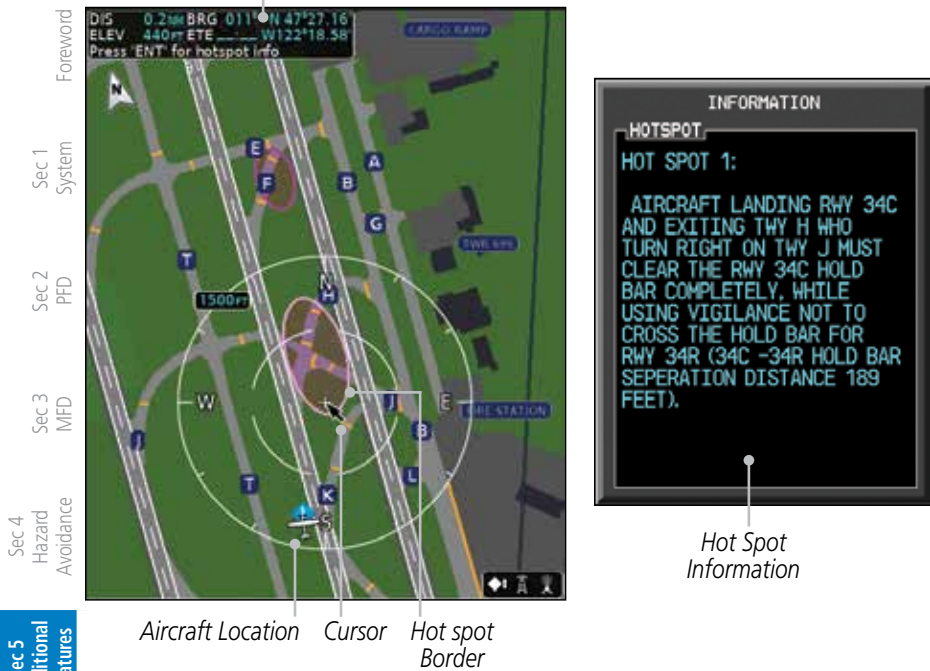 Foreword
Sec 1
System
Sec 2
PFD
Sec 3
MFD
Sec 4
Hazard
Avoidance
Sec 5
DIS 0.2NM BRG 011° N 47°27.16'
ELEV 440FT ETE __:__ W122°18.58'
Press 'ENT' for hotspot info
N
CARGO RAMP
E
A
F
B
G
TWR
T
N
H
1500FT
W
J
E
FIRE STATION
J
B
T
K
L
S
Aircraft Location
Cursor
Hot spot
Border
INFORMATION
HOTSPOT
HOT SPOT 1:
AIRCRAFT LANDING RWY 34C
AND EXITING TWY H WHO
TURN RIGHT ON TWY J MUST
CLEAR THE RWY 34C HOLD
BAR COMPLETELY, WHILE
USING VIGILANCE NOT TO
CROSS THE HOLD BAR FOR
RWY 34R (34C -34R HOLD BAR
SEPERATION DISTANCE 189
FEET).
Hot Spot
Information